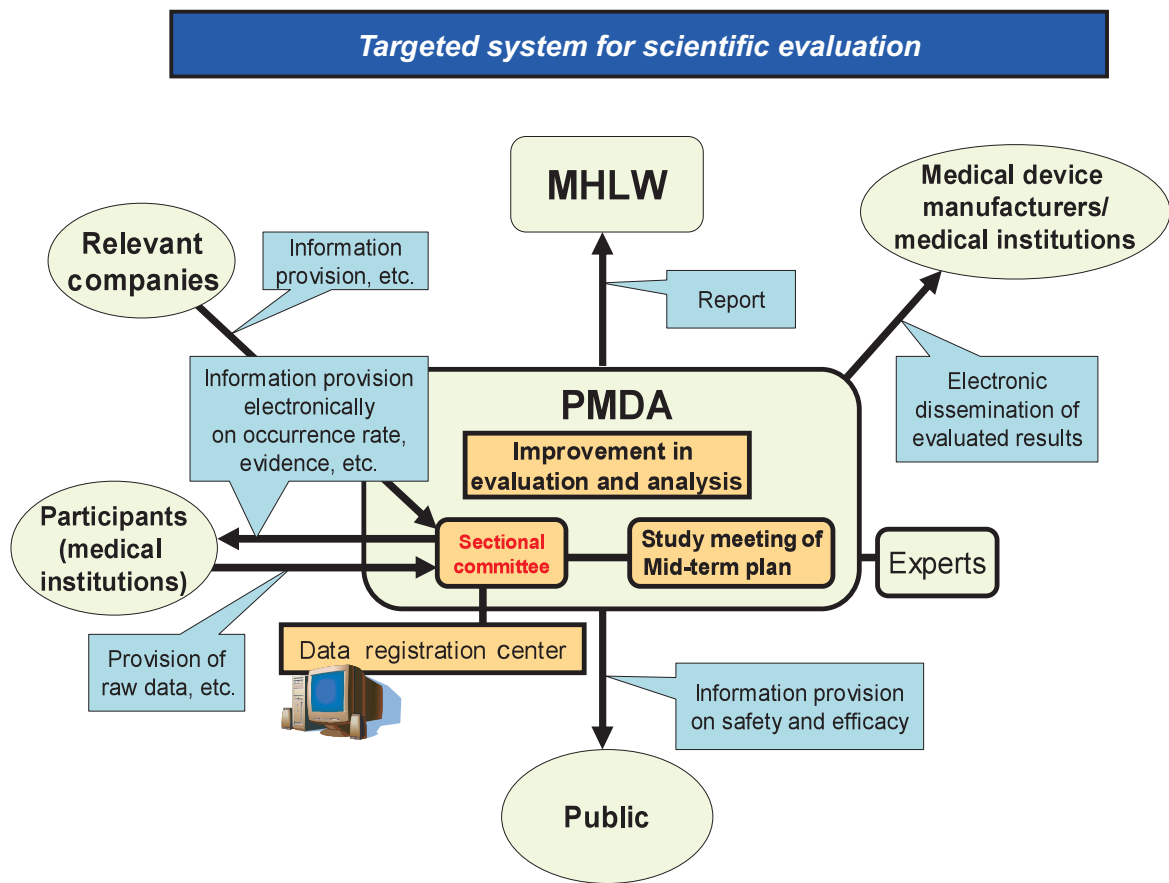 Targeted system for scientific evaluation
MHLW
Medical device
manufacturers/
medical institutions
Relevant
companies
Information
provision, etc.
Report
Information provision
electronically
on occurrence rate,
evidence, etc.
PMDA
Electronic
dissemination of
evaluated results
Improvement in
evaluation and analysis
Participants
(medical
institutions)
Sectional
committee
Study meeting of
Mid-term plan
Experts
Data registration center
Provision of
raw data, etc.
Information provision
on safety and efficacy
Public